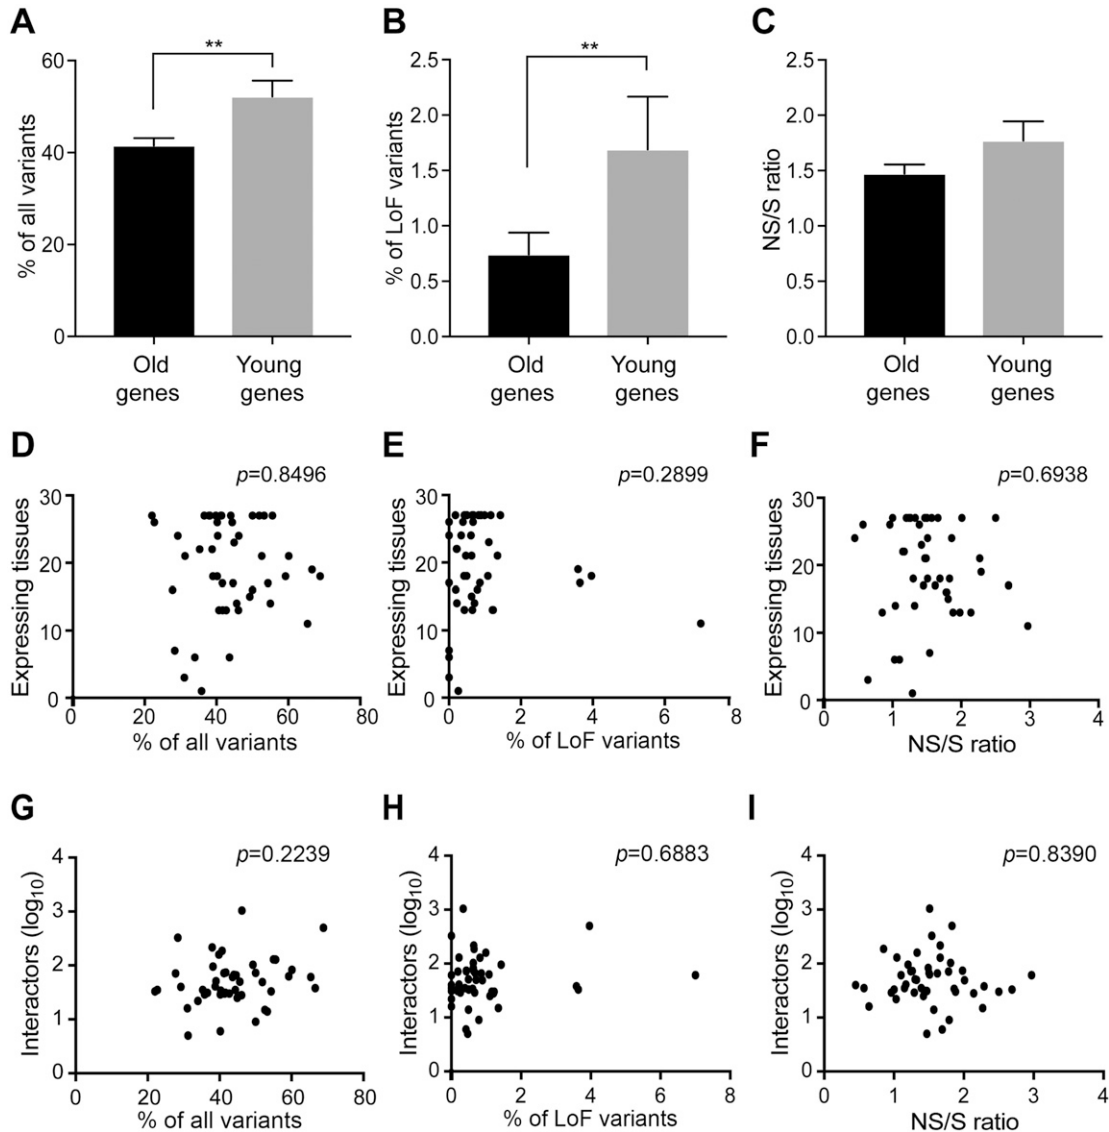 A
% of all variants
60
40
20
0
**
Old
genes
Young
genes
B
% of LoF variants
2.5
2.0
1.5
1.0
0.5
0.0
**
Old
genes
Young
genes
C
NS/S ratio
2.5
2.0
1.5
1.0
0.5
0.0
Old
genes
Young
genes
D
p=0.8496
Expressing tissues
30
20
10
0
0 20 40 60 80
% of all variants
E
p=0.2899
Expressing tissues
30
20
10
0
0 2 4 6 8
% of LoF variants
F
p=0.6938
Expressing tissues
30
20
10
0
0 1 2 3 4
NS/S ratio
G
p=0.2239
Interactors (log10)
4
3
2
1
0
0 20 40 60 80
% of all variants
H
p=0.6883
Interactors (log10)
4
3
2
1
0
0 2 4 6 8
% of LoF variants
I
p=0.8390
Interactors (log10)
4
3
2
1
0
0 1 2 3 4
NS/S ratio